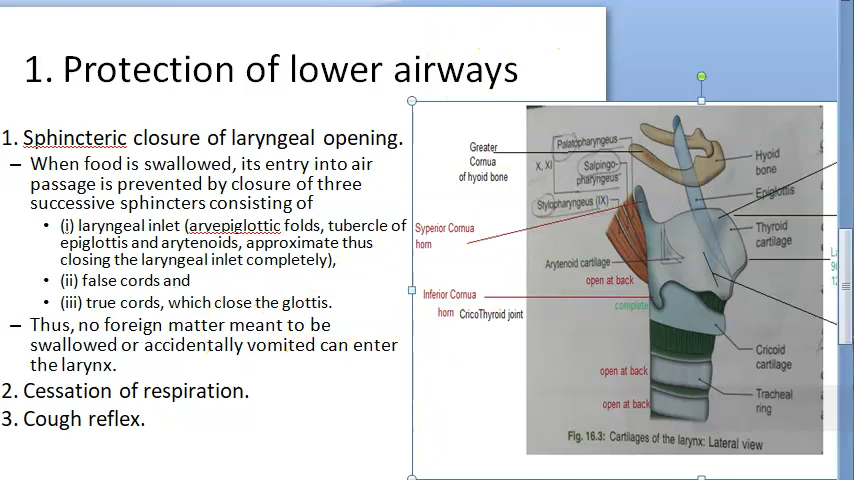 1. Protection of lower airways
1. Sphincteric closure of laryngeal opening.
– When food is swallowed, its entry into air
passage is prevented by closure of three
successive sphincters consisting of
• (i) laryngeal inlet (aryepiglottic folds, tubercle of
epiglottis and arytenoids, approximate thus
closing the laryngeal inlet completely),
• (ii) false cords and
• (iii) true cords, which close the glottis.
– Thus, no foreign matter meant to be
swallowed or accidentally vomited can enter
the larynx.
2. Cessation of respiration.
3. Cough reflex.
Greater
Cornua
of hyoid bone
Syperior Cornua
horn
Inferior Cornua
horn CricoThyroid joint
X, XI
Palatopharyngeus
Salpingo-
pharyngeus
Stylopharyngeus (IX)
Arytenoid cartilage
open at back
complete
open at back
open at back
Hyoid
bone
Epiglottis
Thyroid
cartilage
Cricoid
cartilage
Tracheal
ring
Fig. 16.3: Cartilages of the larynx: Lateral view